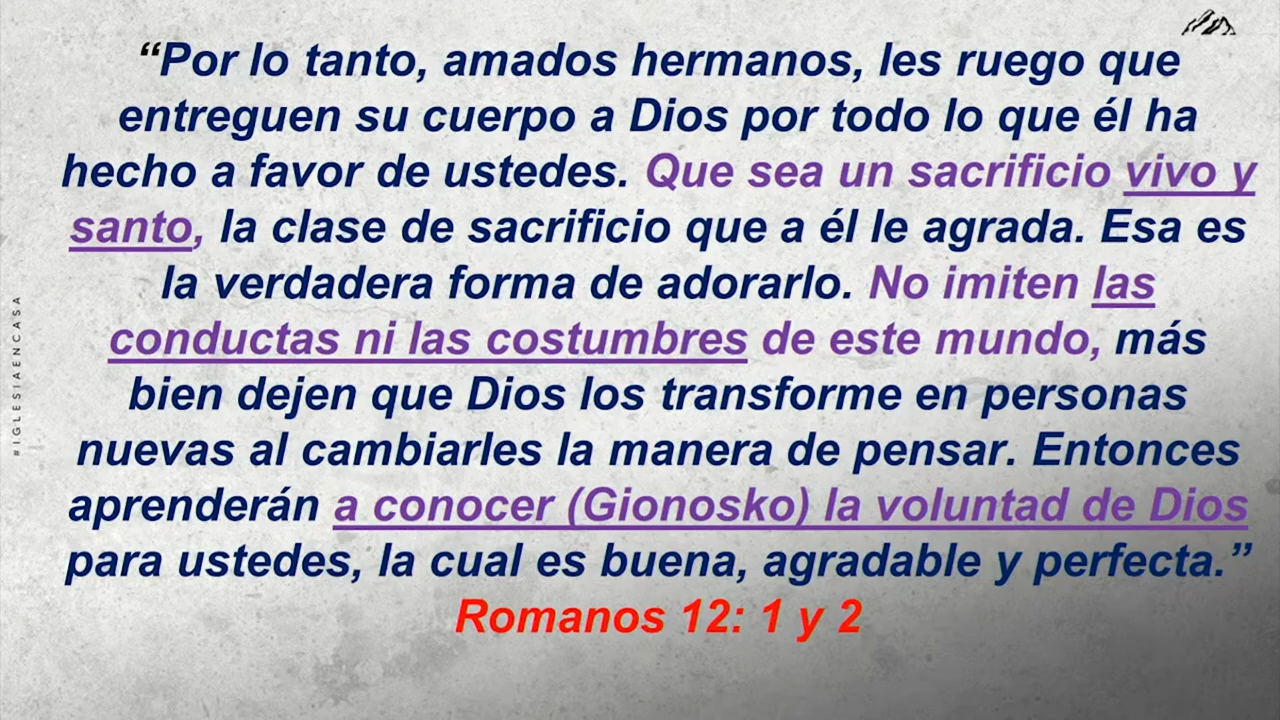 “Por lo tanto, amados hermanos, les ruego que
entreguen su cuerpo a Dios por todo lo que él ha
hecho a favor de ustedes. Que sea un sacrificio vivo y
santo, la clase de sacrificio que a él le agrada. Esa es
la verdadera forma de adorarlo. No imiten las
conductas ni las costumbres de este mundo, más
bien dejen que Dios los transforme en personas
nuevas al cambiarles la manera de pensar. Entonces
aprenderán a conocer (Gionosko) la voluntad de Dios
para ustedes, la cual es buena, agradable y perfecta.”
Romanos 12: 1 y 2
#IGLESIAENCASA